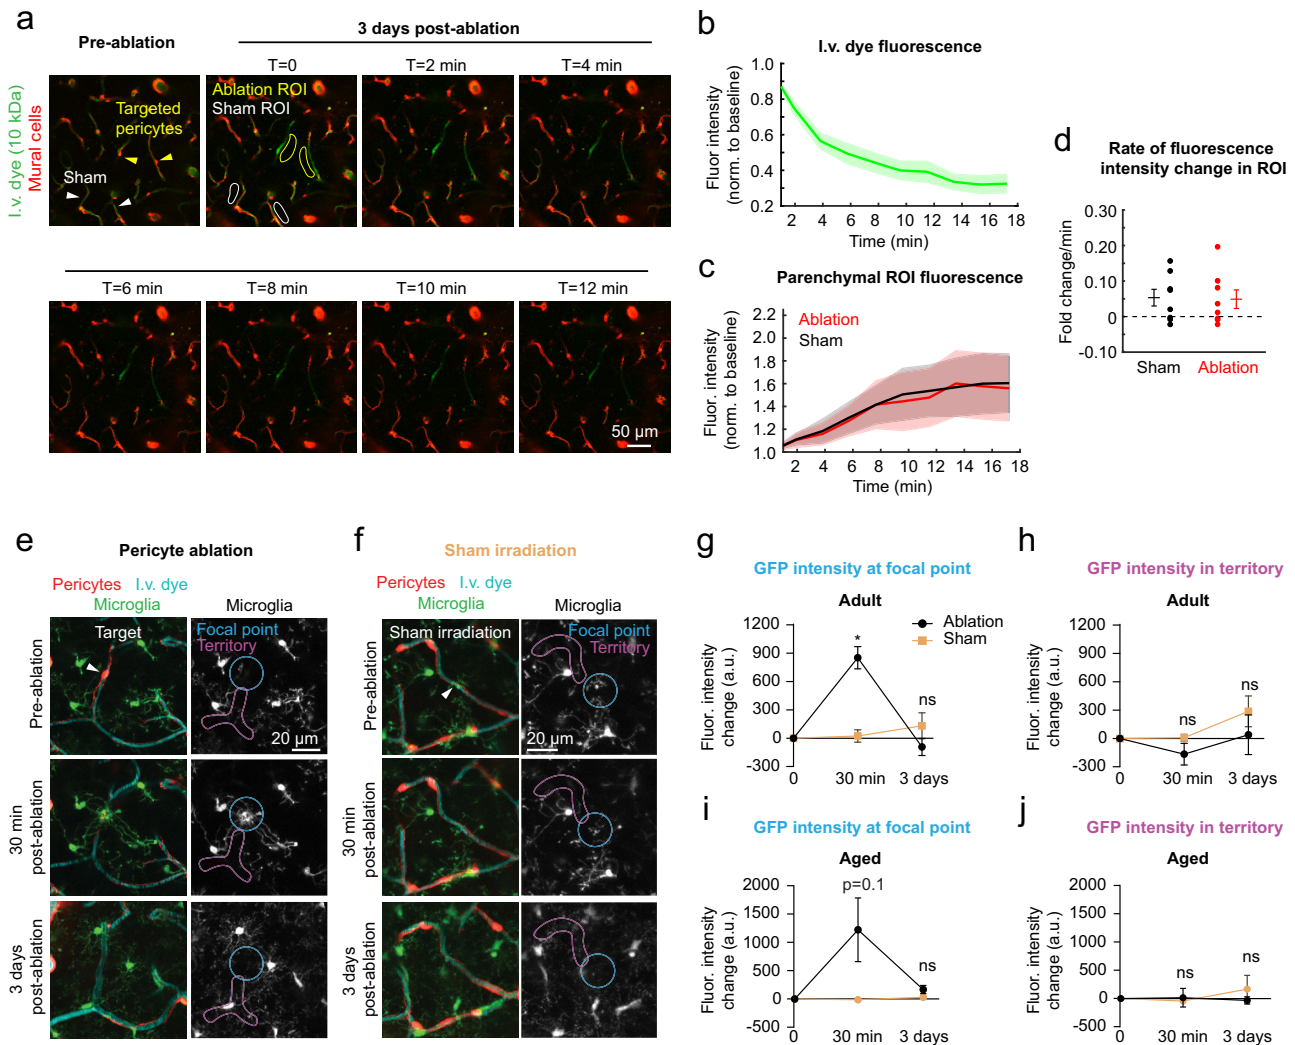 a
Pre-ablation
3 days post-ablation
T=0
T=2 min
T=4 min
I.v. dye (10 kDa)
Mural cells
Targeted
pericytes
Sham
Ablation ROI
Sham ROI
T=6 min
T=8 min
T=10 min
T=12 min
50 µm
b
I.v. dye fluorescence
Fluor intensity
(norm. to baseline)
1.0
0.8
0.6
0.4
0.2
2 4 6 8 10 12 14 16 18
Time (min)
c
Parenchymal ROI fluorescence
Ablation
Sham
Fluor. intensity
(norm. to baseline)
2.2
2.0
1.8
1.6
1.4
1.2
1.0
2 4 6 8 10 12 14 16 18
Time (min)
d
Rate of fluorescence
intensity change in ROI
Fold change/min
0.30
0.20
0.10
0
-0.10
Sham Ablation
e
Pericyte ablation
Pericytes I.v. dye
Microglia
Microglia
Target
Focal point
Territory
20 µm
Pre-ablation
30 min
post-ablation
3 days
post-ablation
f
Sham irradiation
Pericytes I.v. dye
Microglia
Microglia
Sham irradiation
Focal point
Territory
20 µm
Pre-ablation
30 min
post-ablation
3 days
post-ablation
g
GFP intensity at focal point
Adult
Ablation
Sham
Fluor. intensity
change (a.u.)
1200
900
600
300
0
-300
*
ns
0 30 min 3 days
h
GFP intensity in territory
Adult
Fluor. intensity
change (a.u.)
1200
900
600
300
0
-300
ns
ns
0 30 min 3 days
i
GFP intensity at focal point
Aged
Fluor. intensity
change (a.u.)
2000
1500
1000
500
0
-500
p=0.1
ns
0 30 min 3 days
j
GFP intensity in territory
Aged
Fluor. intensity
change (a.u.)
2000
1500
1000
500
0
-500
ns
ns
0 30 min 3 days